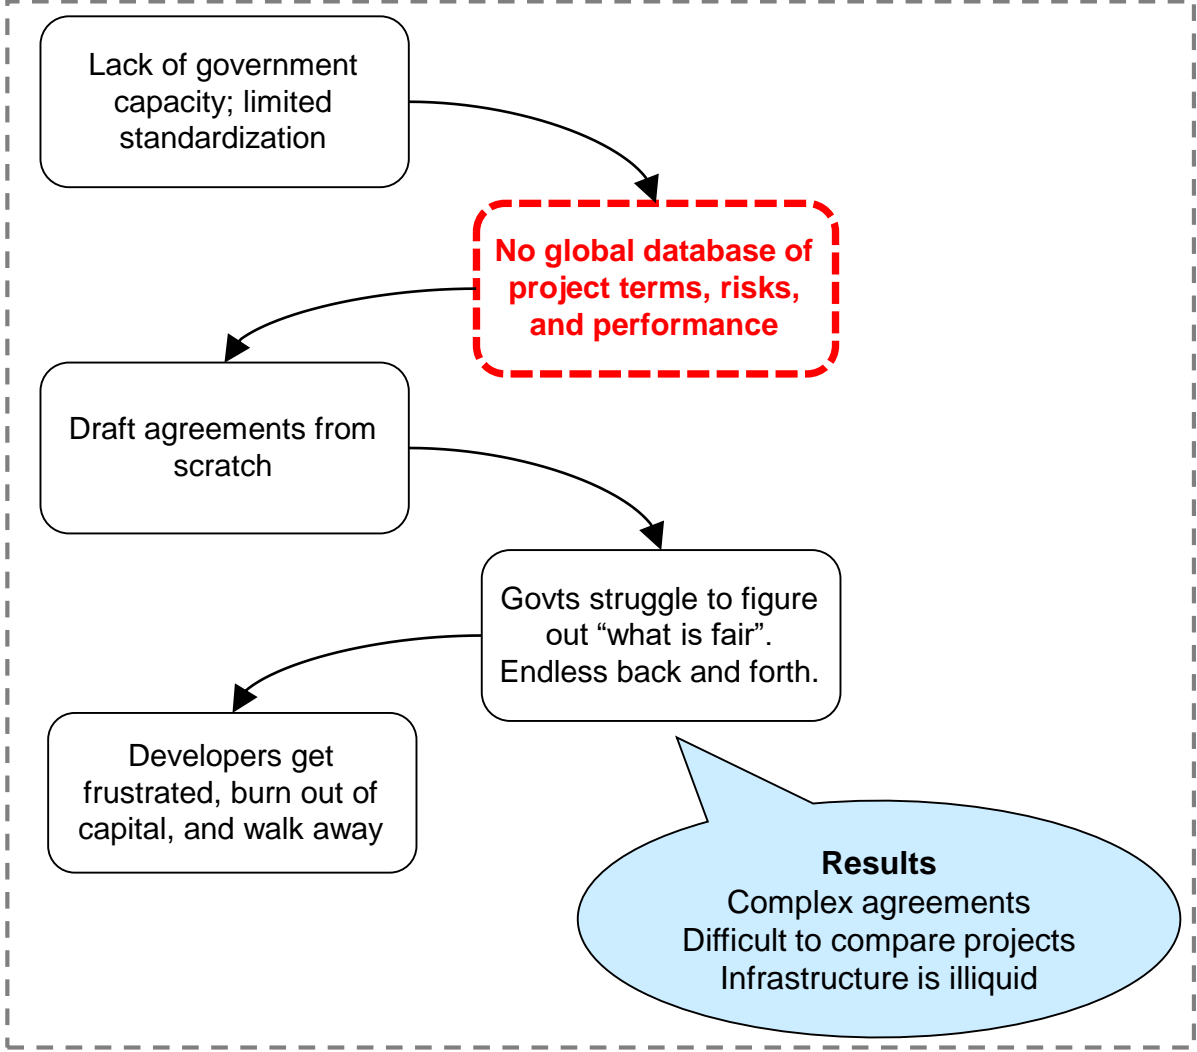 Lack of government
capacity; limited
standardization
No global database of
project terms, risks,
and performance
Draft agreements from
scratch
Govts struggle to figure
out “what is fair”.
Endless back and forth.
Developers get
frustrated, burn out of
capital, and walk away
Results
Complex agreements
Difficult to compare projects
Infrastructure is illiquid